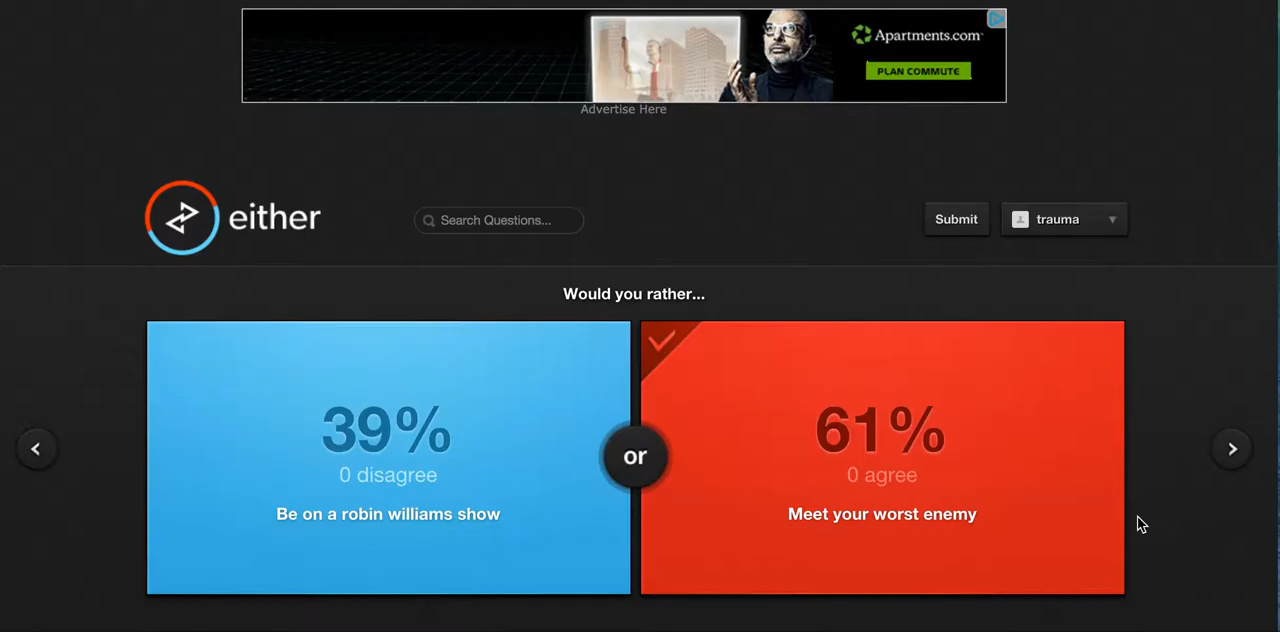 Apartments.com
PLAN COMMUTE
Advertise Here
either
Search Questions...
Submit
trauma
Would you rather...
39%
0 disagree
Be on a robin williams show
or
61%
0 agree
Meet your worst enemy